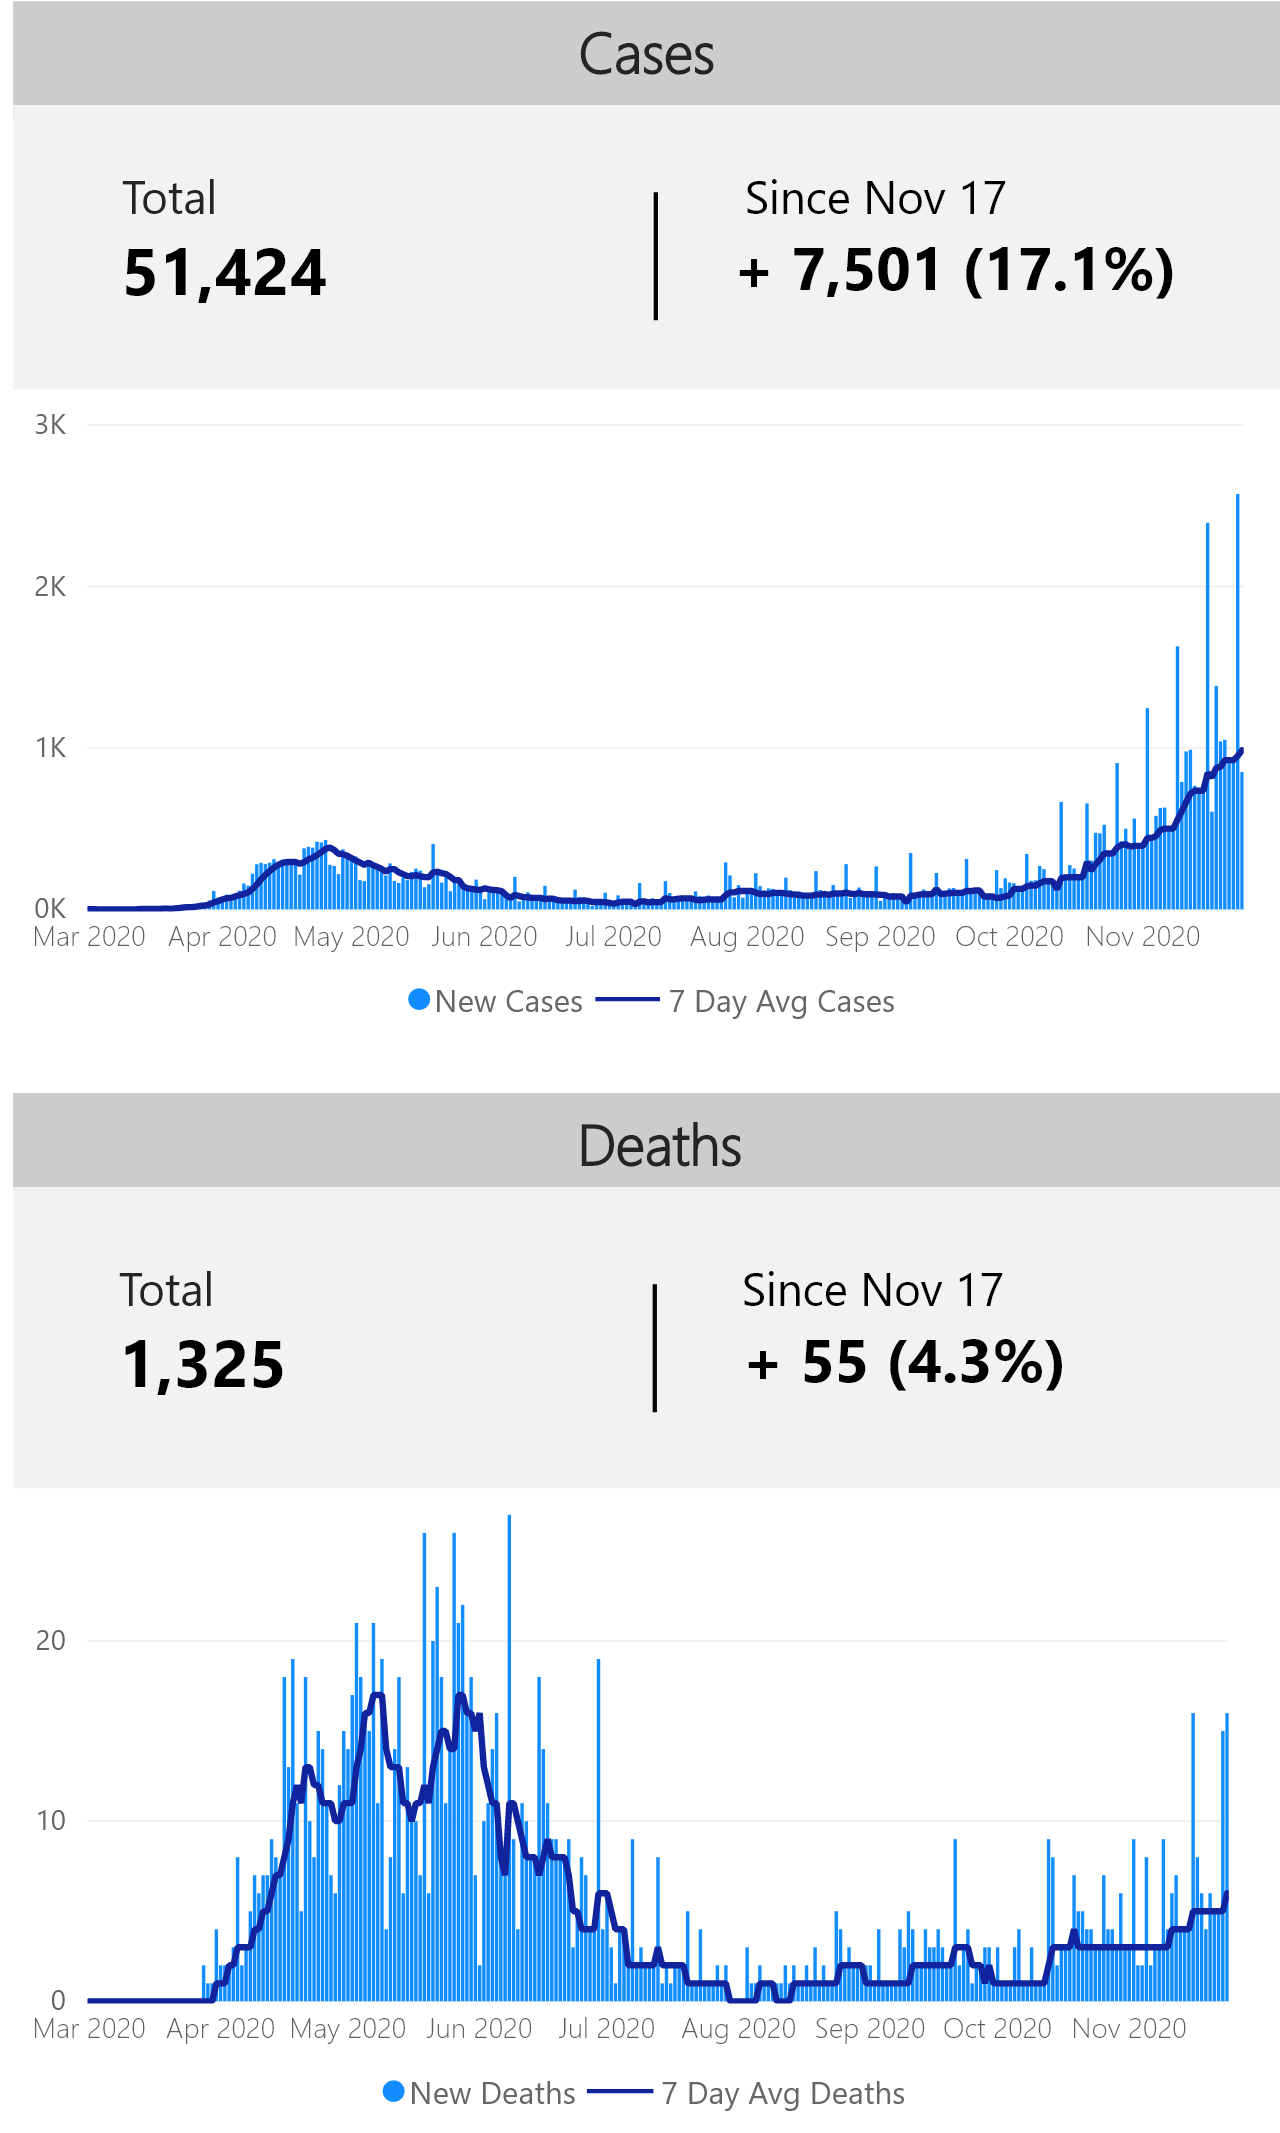 Cases
Total
Since Nov 17
51,424
+ 7,501 (17.1%)
3K
2K
1K
0K
Mar 2020 Apr 2020 May 2020 Jun 2020 Jul 2020 Aug 2020 Sep 2020 Oct 2020 Nov 2020
New Cases 7 Day Avg Cases
Deaths
Total
Since Nov 17
1,325
+ 55 (4.3%)
20
10
0
Mar 2020 Apr 2020 May 2020 Jun 2020 Jul 2020 Aug 2020 Sep 2020 Oct 2020 Nov 2020
New Deaths 7 Day Avg Deaths